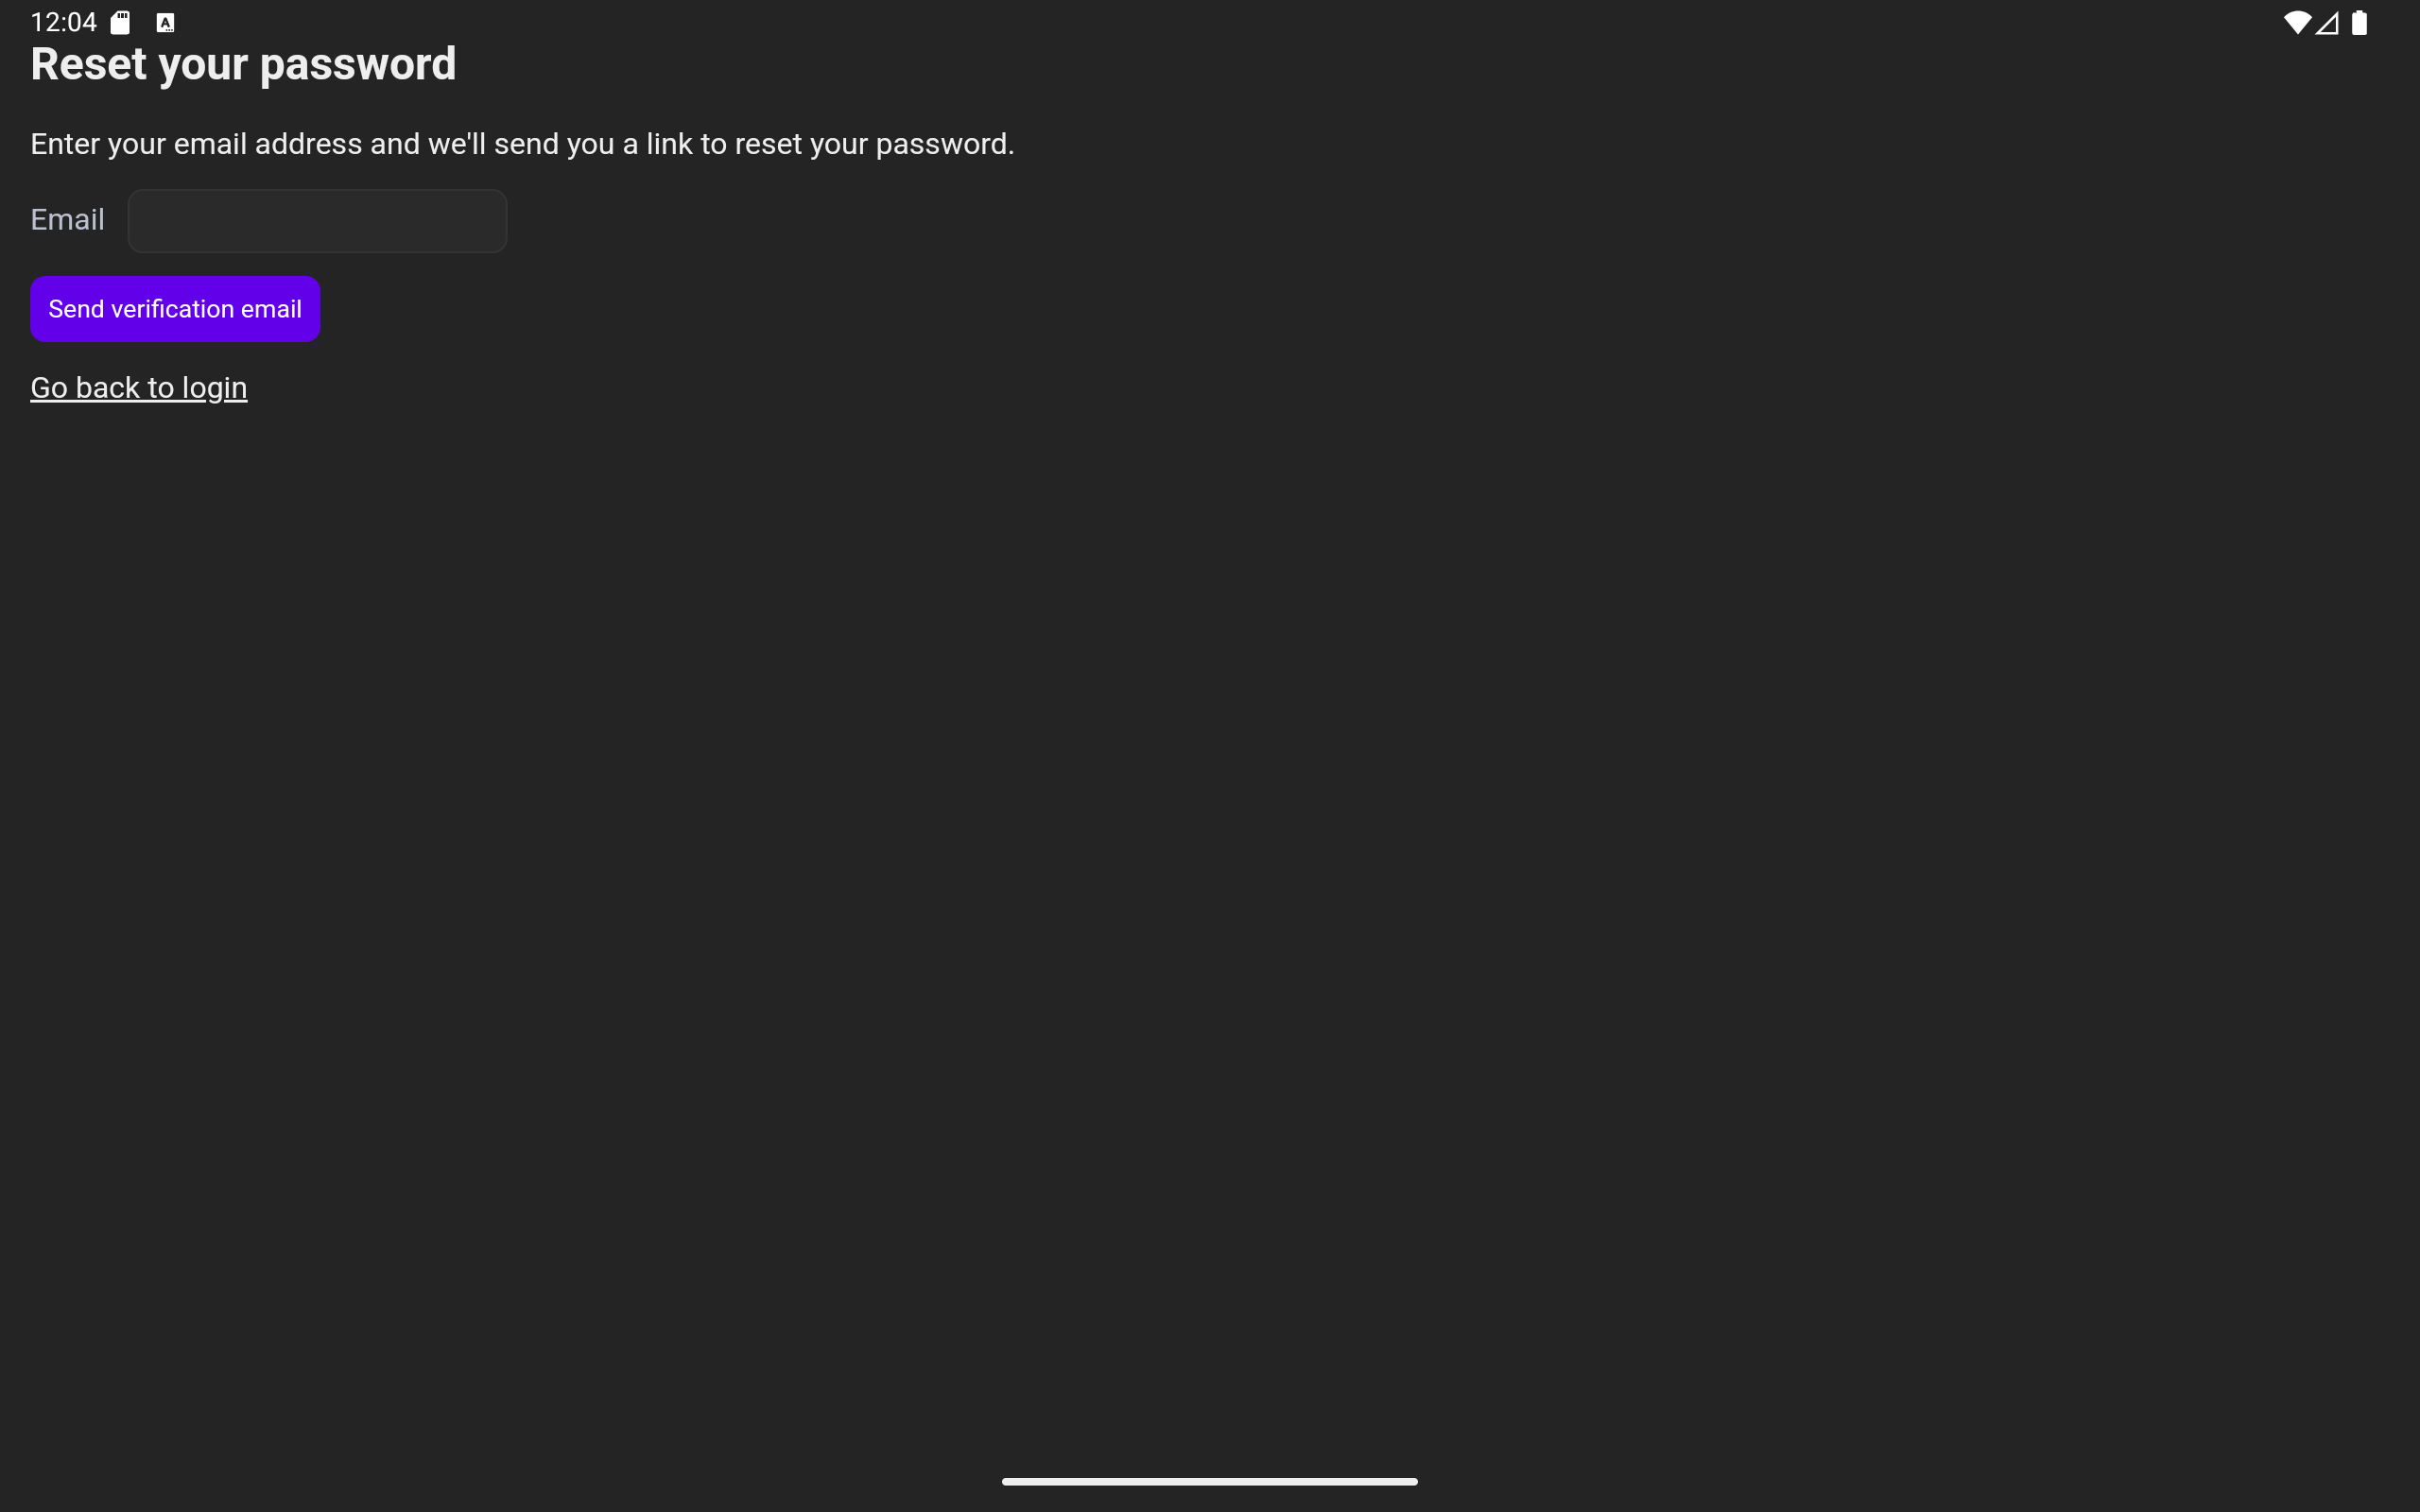 12:04
Reset your password
Enter your email address and we'll send you a link to reset your password.
Email
Send verification email
Go back to login